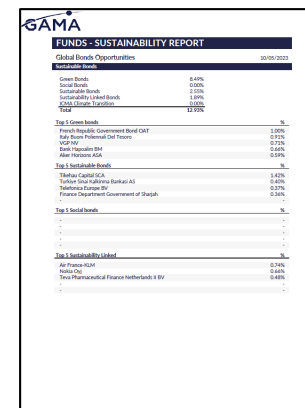 GAMA
FUNDS - SUSTAINABILITY REPORT
Global Bonds Opportunities 10/05/2023
Sustainable Bonds
Green Bonds 8.49%
Social Bonds 0.00%
Sustainable Bonds 2.55%
Sustainability Linked Bonds 1.89%
ICMA Climate Transition 0.00%
Total 12.93%
Top 5 Green bonds %
French Republic Government Bond OAT 1.00%
Italy Buoni Poliennali Del Tesoro 0.91%
VGP NV 0.71%
Bank Hapoalim BM 0.66%
Aker Horizons ASA 0.59%
Top 5 Sustainable Bonds %
Tikehau Capital SCA 1.42%
Turkiye Sinai Kalkinma Bankasi AS 0.40%
Telefonica Europe BV 0.37%
Finance Department Government of Sharjah 0.36%
- -
Top 5 Social bonds %
- -
- -
- -
- -
- -
Top 5 Sustainability Linked %
Air France-KLM 0.74%
Nokia Oyj 0.66%
Teva Pharmaceutical Finance Netherlands II BV 0.48%
- -
- -